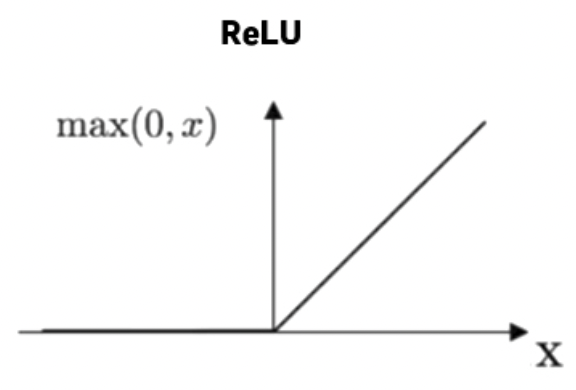 ReLU
max(0, x)
X